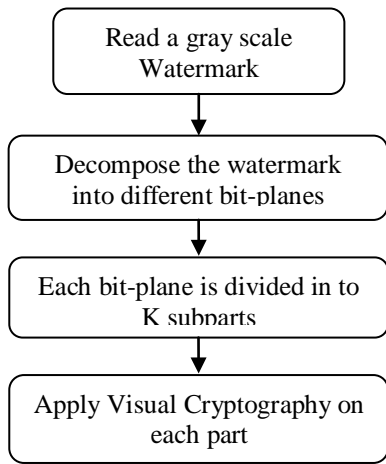 Read a gray scale
Watermark
Decompose the watermark
into different bit-planes
Each bit-plane is divided in to
K subparts
Apply Visual Cryptography on
each part